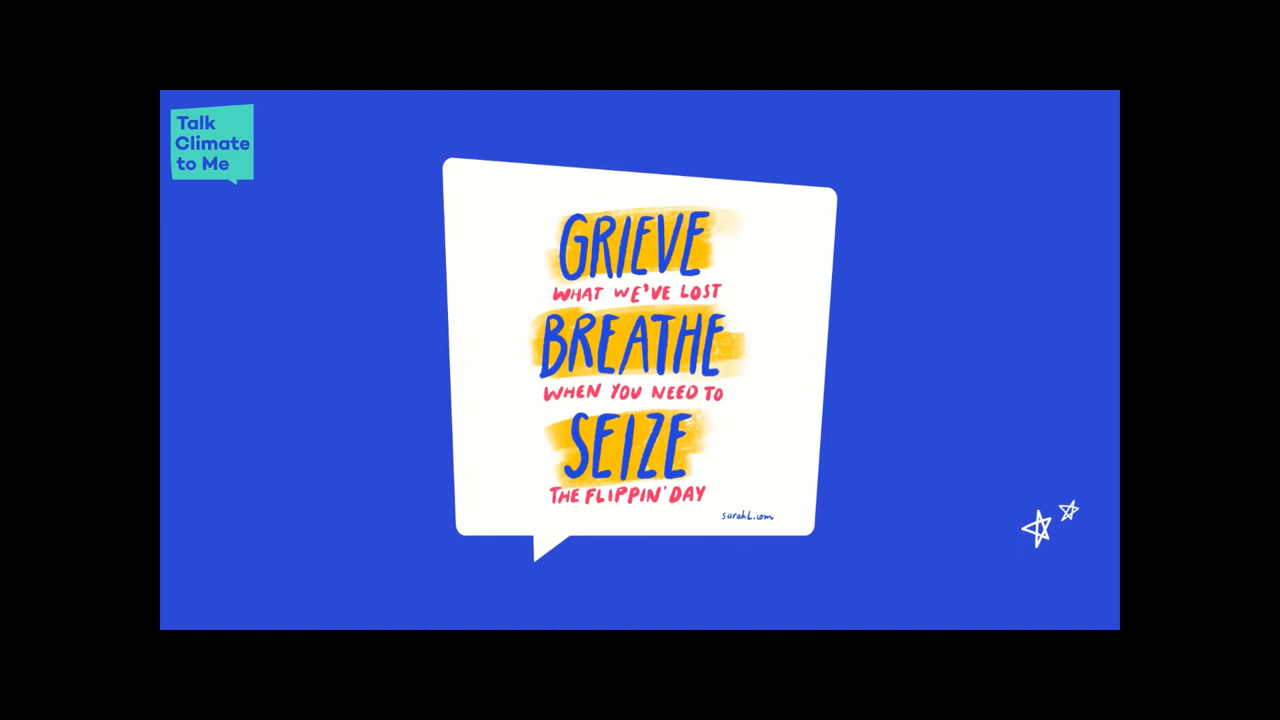 Talk
Climate
to Me
GRIEVE
WHAT WE'VE LOST
BREATHE
WHEN YOU NEED TO
SEIZE
THE FLIPPIN' DAY
sarahL.com